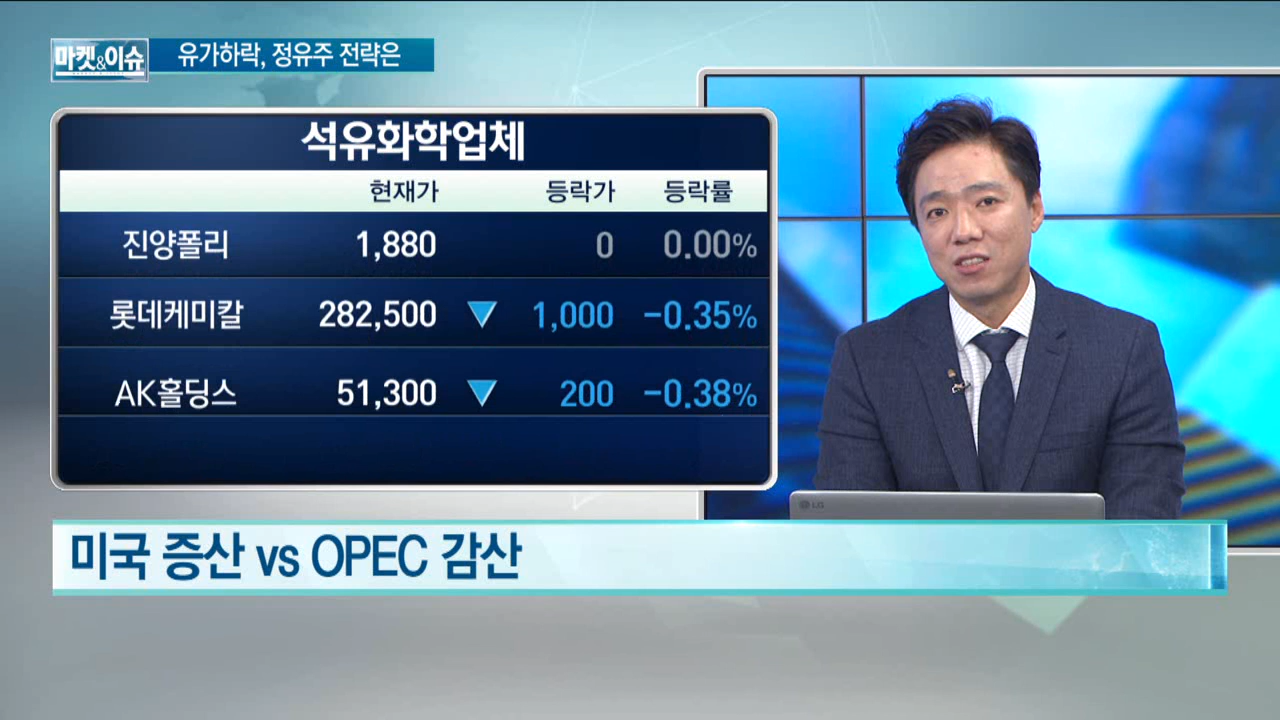 마켓&이슈
유가하락, 정유주 전략은
석유화학업체
현재가 등락가 등락률
진양폴리 1,880 0 0.00%
롯데케미칼 282,500 ▼ 1,000 -0.35%
AK홀딩스 51,300 ▼ 200 -0.38%
LG
미국 증산 vs OPEC 감산